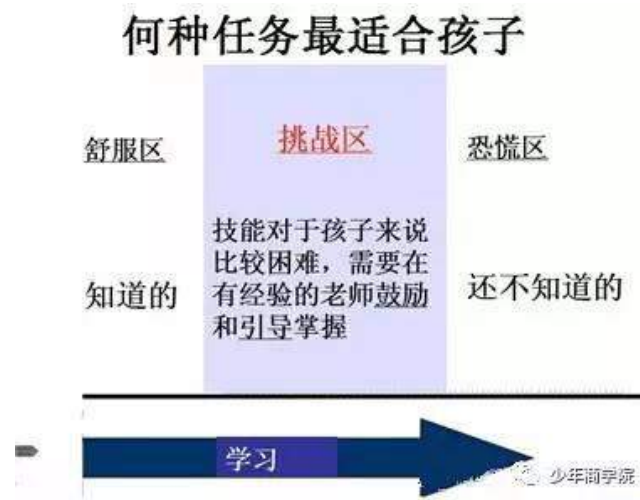 何种任务最适合孩子
舒服区
挑战区
恐慌区
知道的
技能对于孩子来说
比较困难，需要在
有经验的老师鼓励
和引导掌握
还不知道的
学习
少年商学院